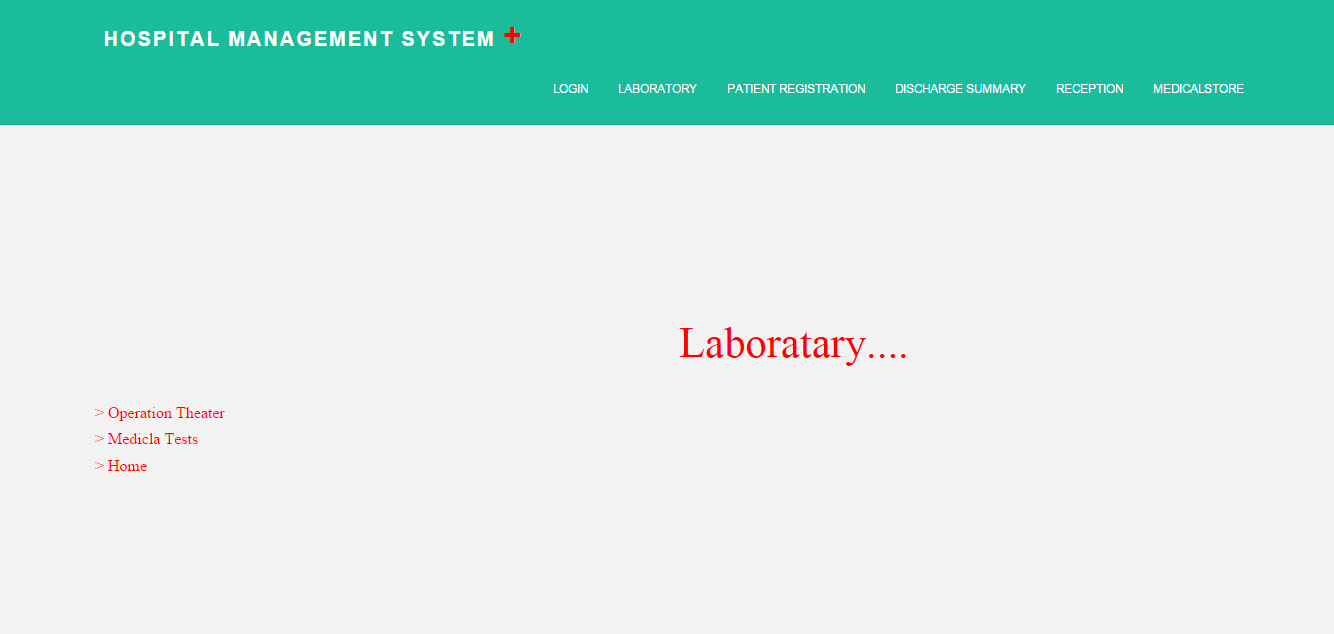 HOSPITAL MANAGEMENT SYSTEM
LOGIN LABORATORY PATIENT REGISTRATION DISCHARGE SUMMARY RECEPTION MEDICALSTORE
Laboratary....
> Operation Theater
> Medicla Tests
> Home